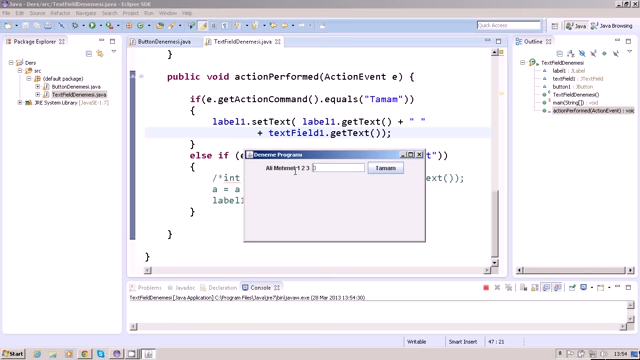 Java - Ders/src/TextFieldDenemesi.java - Eclipse SDK
File Edit Source Refactor Navigate Search Project Run Window Help
Quick Access
Java
Java Browsing
Package Explorer
ButtonDenemesi.java
TextFieldDenemesi.java
Outline
Ders
src
(default package)
ButtonDenemesi.java
TextFieldDenemesi.java
JRE System Library [JavaSE-1.7]
}
public void actionPerformed(ActionEvent e) {
if(e.getActionCommand().equals("Tamam")
{
label1.setText( label1.getText() + " "
+ textField1.getText());
}
else if (e
t"))
{
/*int
ext());
a = a
label
}
}
}
Deneme Programı
Ali Mehmet 1 2 3
3
Tamam
TextFieldDenemesi
label1 : JLabel
textField1 : JTextField
button1 : JButton
main(String[]) : void
actionPerformed(ActionEvent) : void
Problems
Javadoc
Declaration
Console
TextFieldDenemesi [Java Application] C:\Program Files\Java\jre7\bin\javaw.exe (28 Mar 2013 13:54:30)
Writable
Smart Insert
47 : 21
Start
13:54